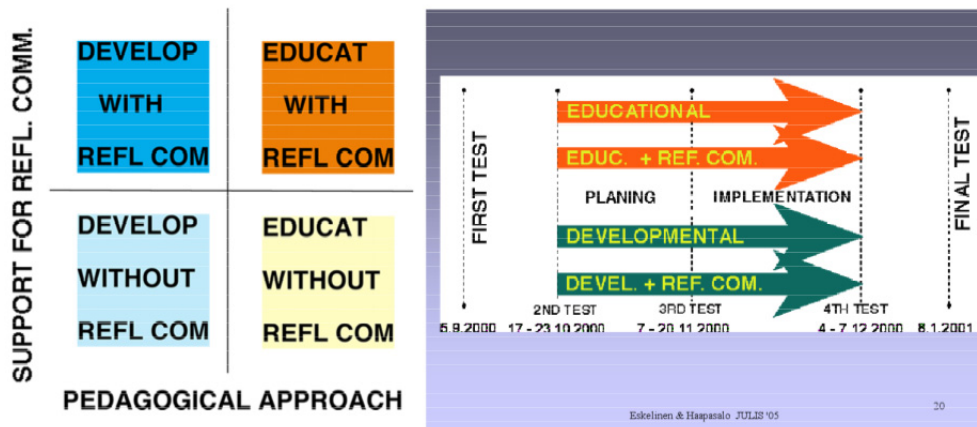 SUPPORT FOR REFL. COMM.
DEVELOP
WITH
REFL COM
EDUCAT
WITH
REFL COM
DEVELOP
WITHOUT
REFL COM
EDUCAT
WITHOUT
REFL COM
PEDAGOGICAL APPROACH
FIRST TEST
EDUCATIONAL
EDUC. + REF. COM.
PLANING IMPLEMENTATION
DEVELOPMENTAL
DEVEL. + REF. COM.
FINAL TEST
2ND TEST 3RD TEST 4TH TEST
5.9.2000 17 - 23.10.2000 7 - 20.11.2000 4 - 7.12.2000 8.1.2001
Eskelinen & Haapasalo JULIS '05
20